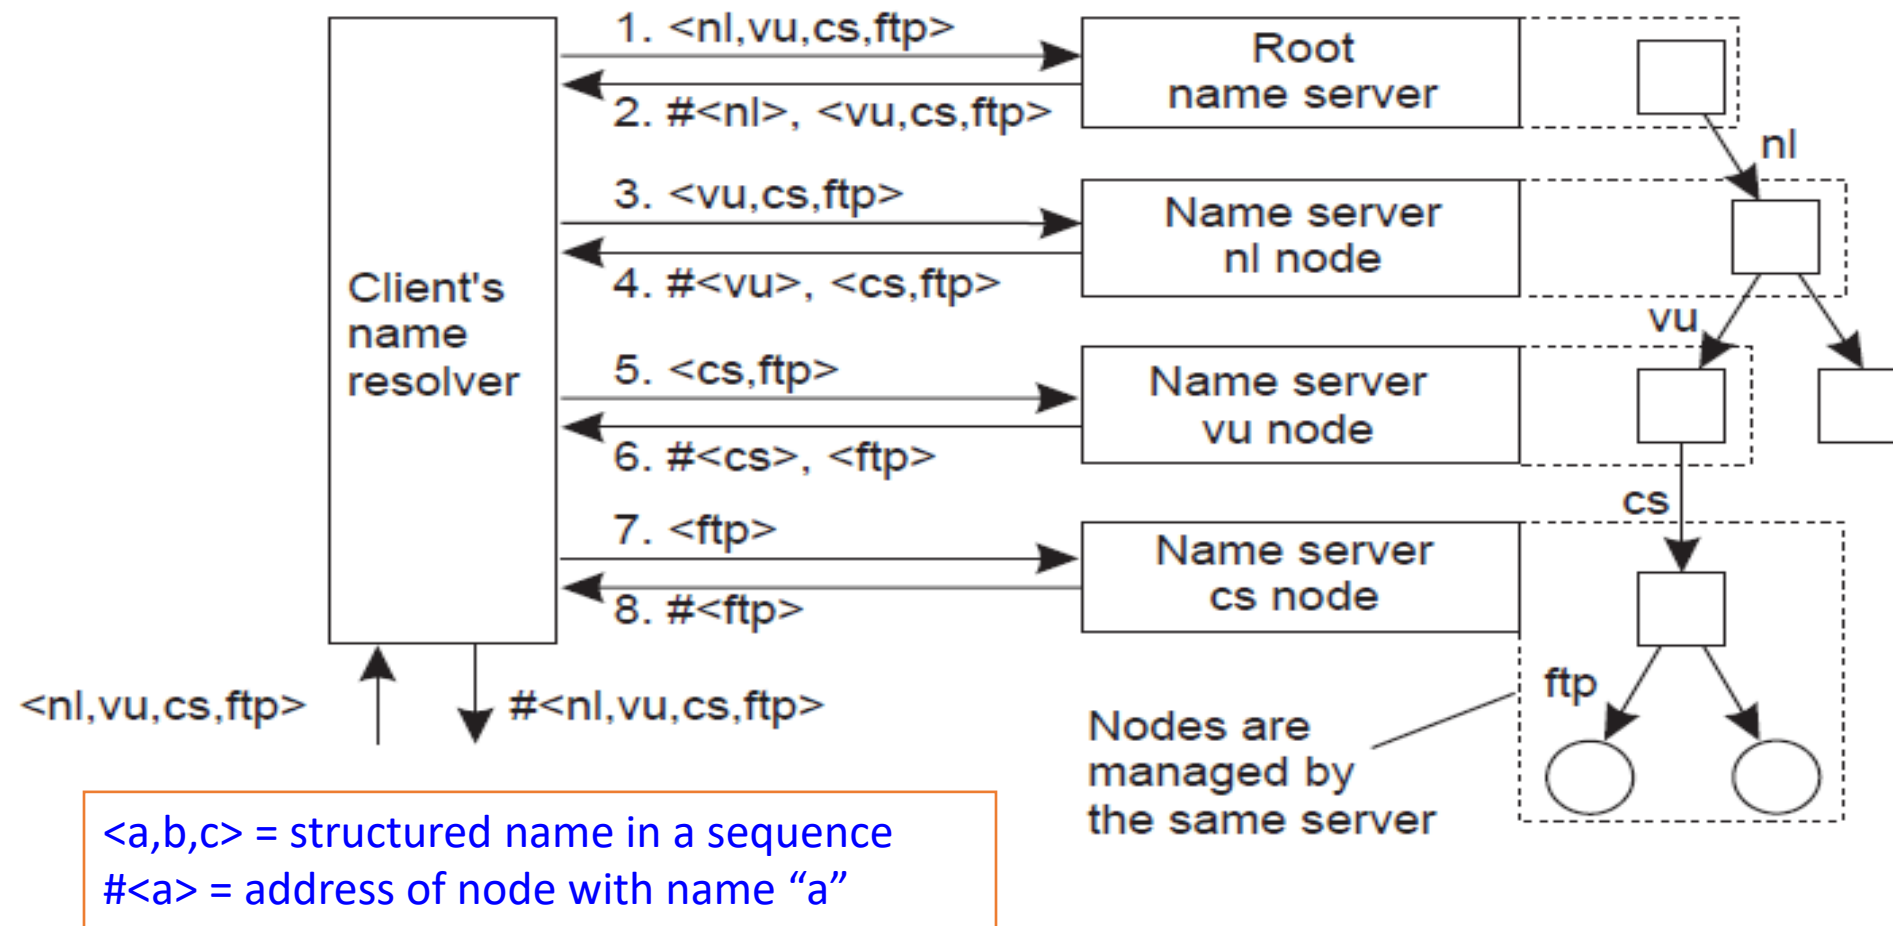 1. <nl,vu,cs,ftp>
2. #<nl>, <vu,cs,ftp>
Root
name server
nl
3. <vu,cs,ftp>
4. #<vu>, <cs,ftp>
Name server
nl node
vu
Client's
name
resolver
5. <cs,ftp>
6. #<cs>, <ftp>
Name server
vu node
cs
7. <ftp>
8. #<ftp>
Name server
cs node
ftp
<nl,vu,cs,ftp>
#<nl,vu,cs,ftp>
Nodes are
managed by
the same server
<a,b,c> = structured name in a sequence
#<a> = address of node with name “a”